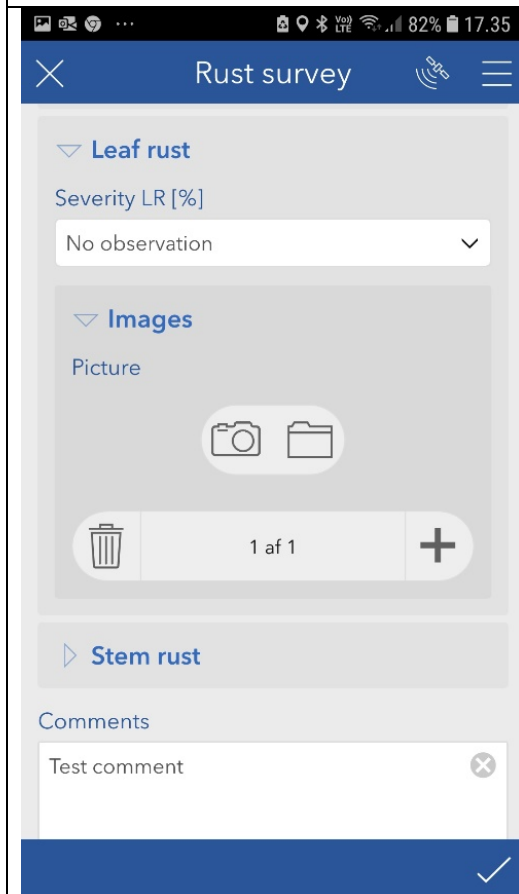 82% 17.35
Rust survey
Leaf rust
Severity LR [%]
No observation
Images
Picture
1 af 1
Stem rust
Comments
Test comment